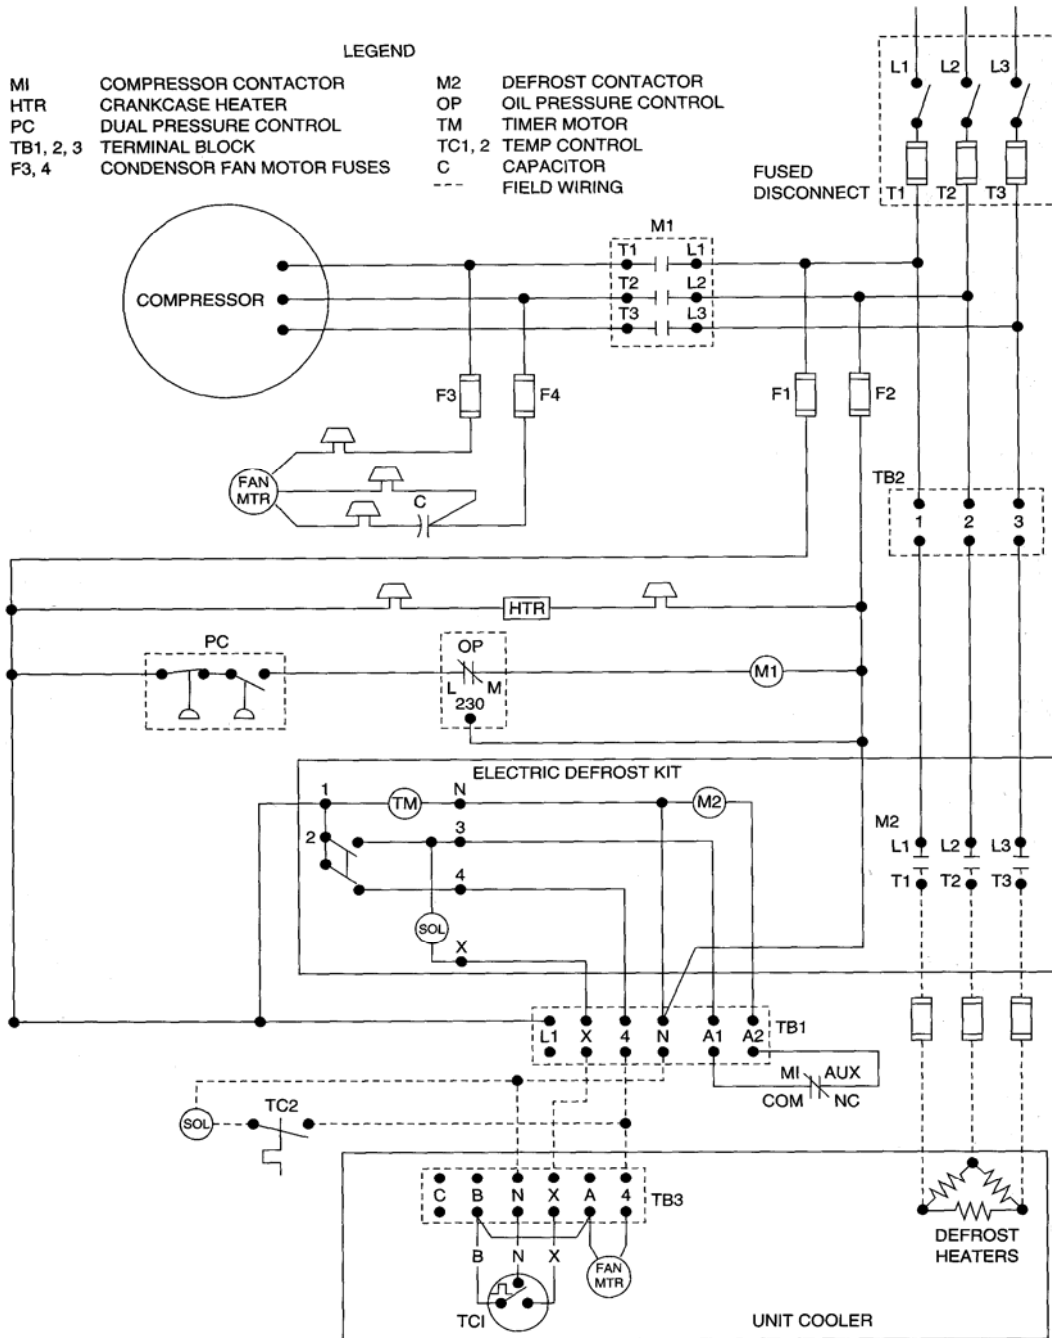 LEGEND
MI COMPRESSOR CONTACTOR
HTR CRANKCASE HEATER
PC DUAL PRESSURE CONTROL
TB1, 2, 3 TERMINAL BLOCK
F3, 4 CONDENSOR FAN MOTOR FUSES
M2 DEFROST CONTACTOR
OP OIL PRESSURE CONTROL
TM TIMER MOTOR
TC1, 2 TEMP CONTROL
C CAPACITOR
--- FIELD WIRING
L1 L2 L3
FUSED
DISCONNECT
T1 T2 T3
M1
T1 L1
T2 L2
T3 L3
COMPRESSOR
F3 F4 F1 F2
FAN
MTR
C
TB2
1 2 3
HTR
PC
OP
L M
230
M1
ELECTRIC DEFROST KIT
1 TM N M2
2 3
4
SOL
X
M2
L1 L2 L3
T1 T2 T3
L1 X 4 N A1 A2 TB1
MI AUX
COM NC
SOL
TC2
C B N X A 4 TB3
B N X
FAN
MTR
TCI
DEFROST
HEATERS
UNIT COOLER